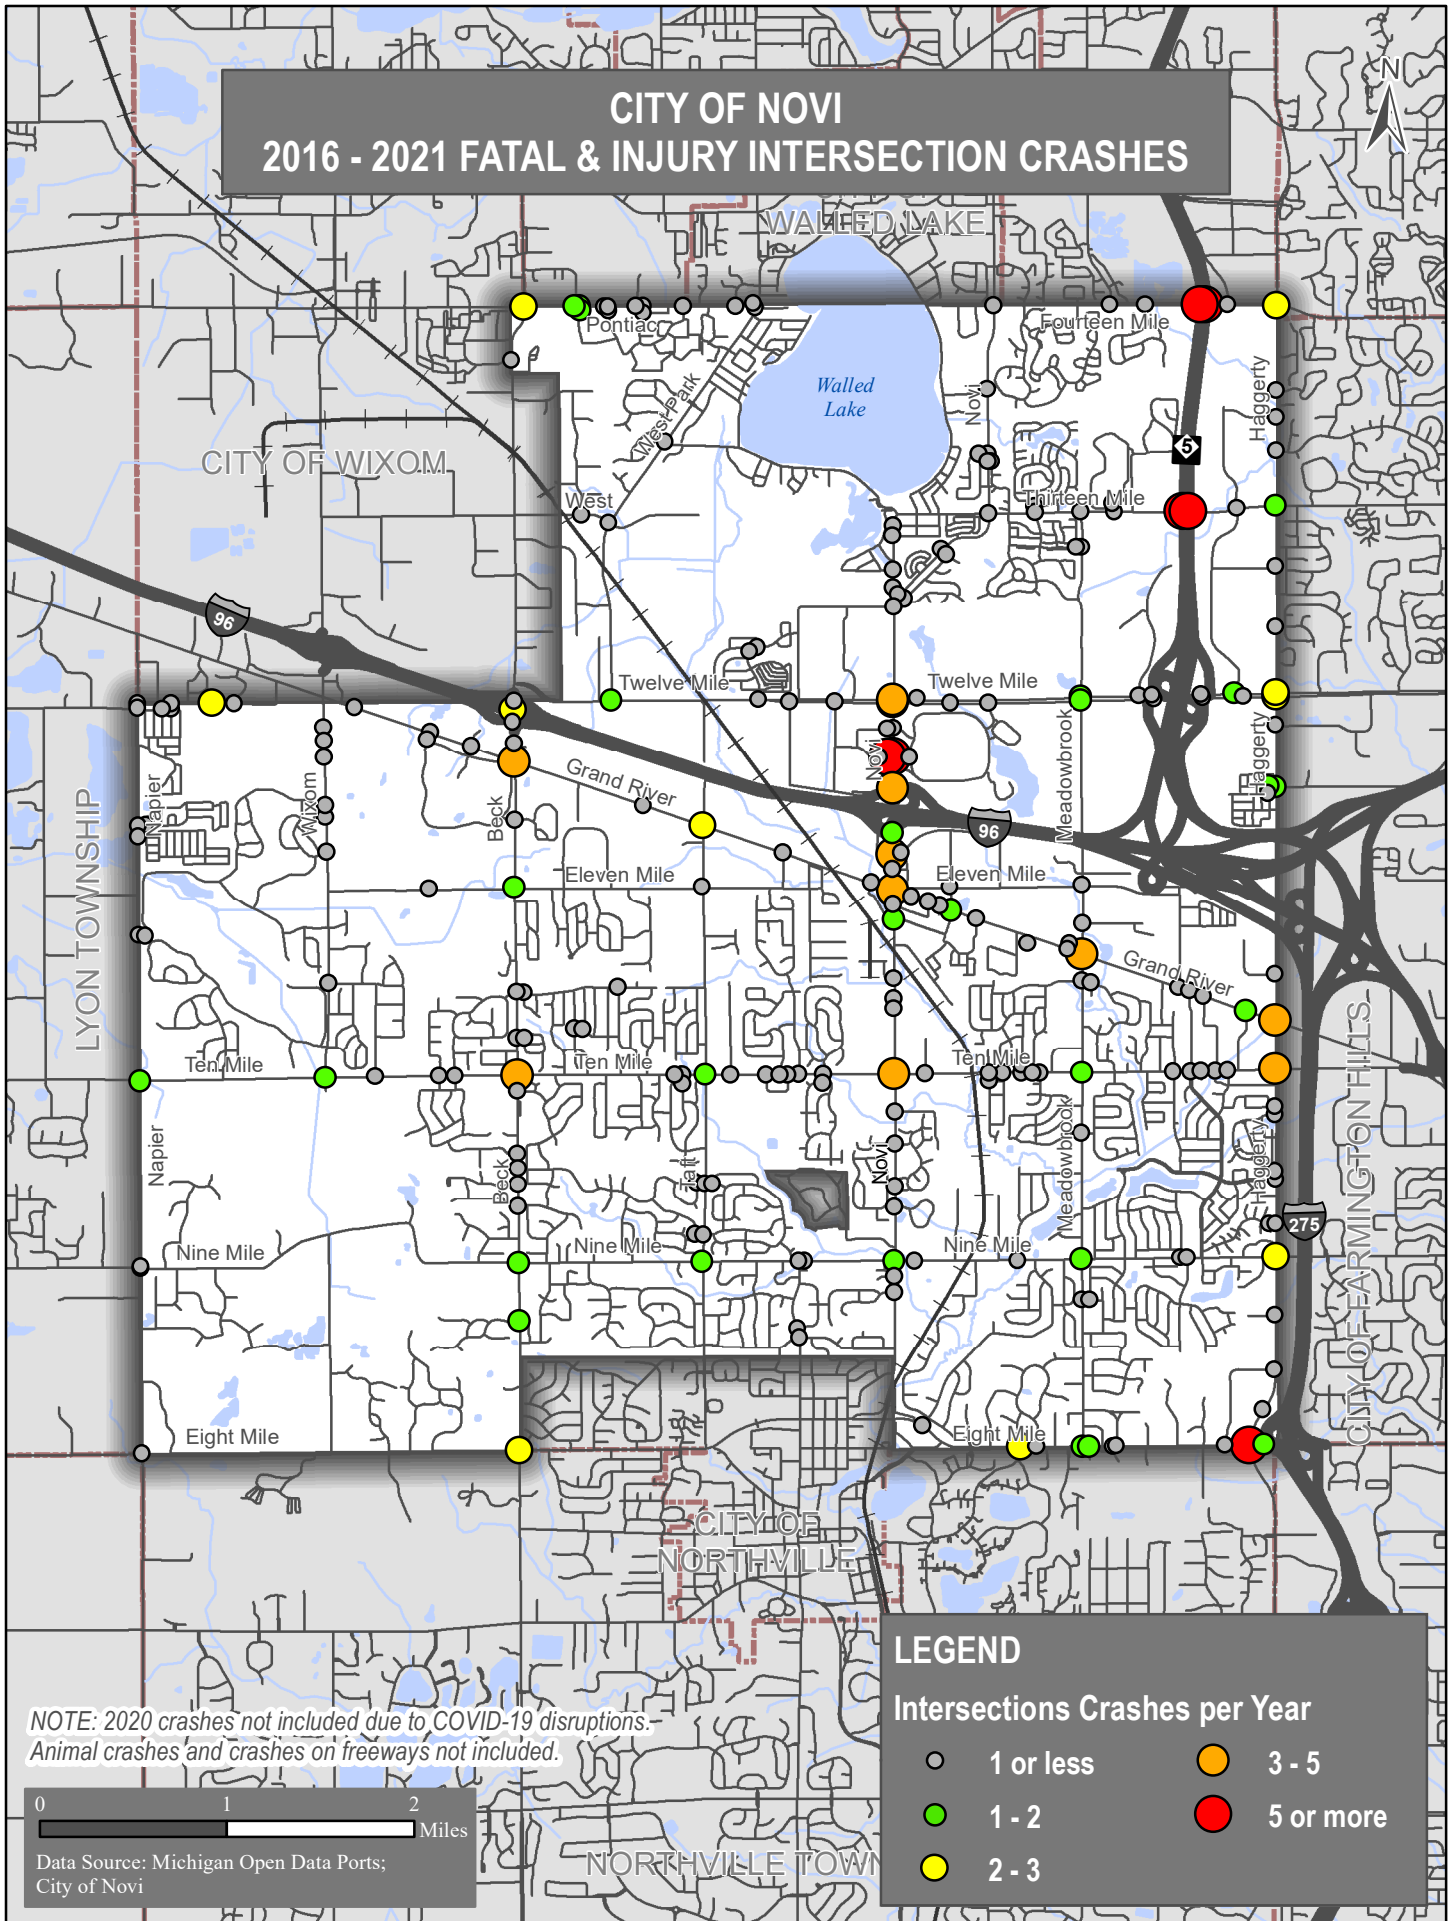 CITY OF NOVI
2016 - 2021 FATAL & INJURY INTERSECTION CRASHES
N
WALLED LAKE
Pontiac
Fourteen Mile
Walled
Lake
Novi
Haggerty
West Park
5
CITY OF WIXOM
West
Thirteen Mile
96
Twelve Mile
Twelve Mile
Napier
Wixom
Beck
Grand River
Novi
Meadowbrook
Haggerty
96
LYON TOWNSHIP
Eleven Mile
Eleven Mile
Grand River
Ten Mile
Ten Mile
Ten Mile
Napier
Beck
Taft
Novi
Meadowbrook
Haggerty
275
CITY OF FARMINGTON HILLS
Nine Mile
Nine Mile
Nine Mile
Eight Mile
Eight Mile
CITY OF
NORTHVILLE
NORTHVILLE TOWN
NOTE: 2020 crashes not included due to COVID-19 disruptions.
Animal crashes and crashes on freeways not included.
0 1 2
Miles
Data Source: Michigan Open Data Ports;
City of Novi
LEGEND
Intersections Crashes per Year
1 or less
1 - 2
2 - 3
3 - 5
5 or more